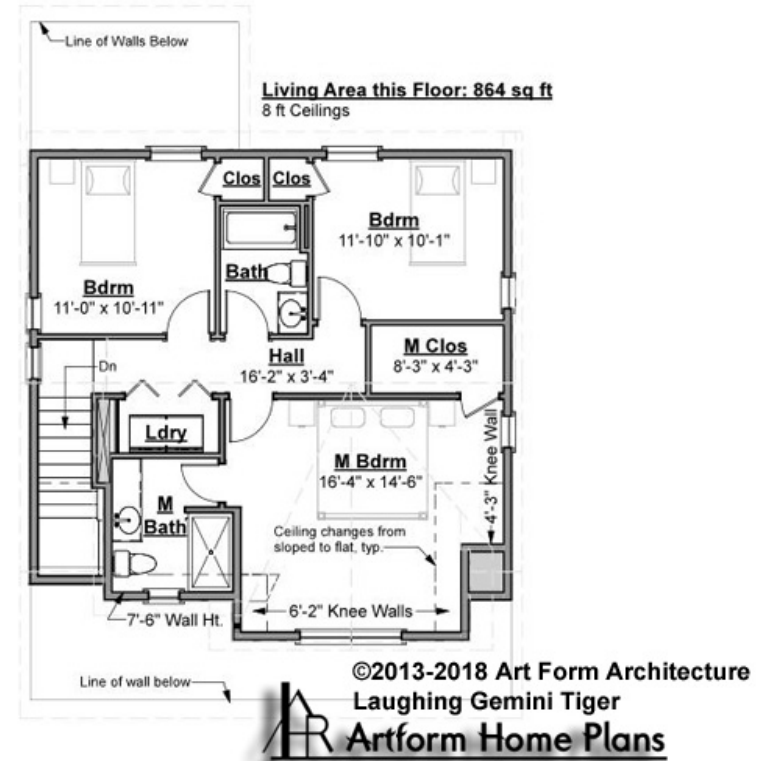 Line of Walls Below
Living Area this Floor: 864 sq ft
8 ft Ceilings
Clos
Clos
Bdrm
11'-10" x 10'-1"
Bath
Bdrm
11'-0" x 10'-11"
M Clos
8'-3" x 4'-3"
Hall
16'-2" x 3'-4"
Dn
Ldry
M Bdrm
16'-4" x 14'-6"
4'-3" Knee Wall
M
Bath
Ceiling changes from
sloped to flat, typ.
6'-2" Knee Walls
7'-6" Wall Ht.
Line of wall below
©2013-2018 Art Form Architecture
Laughing Gemini Tiger
AR
Artform Home Plans